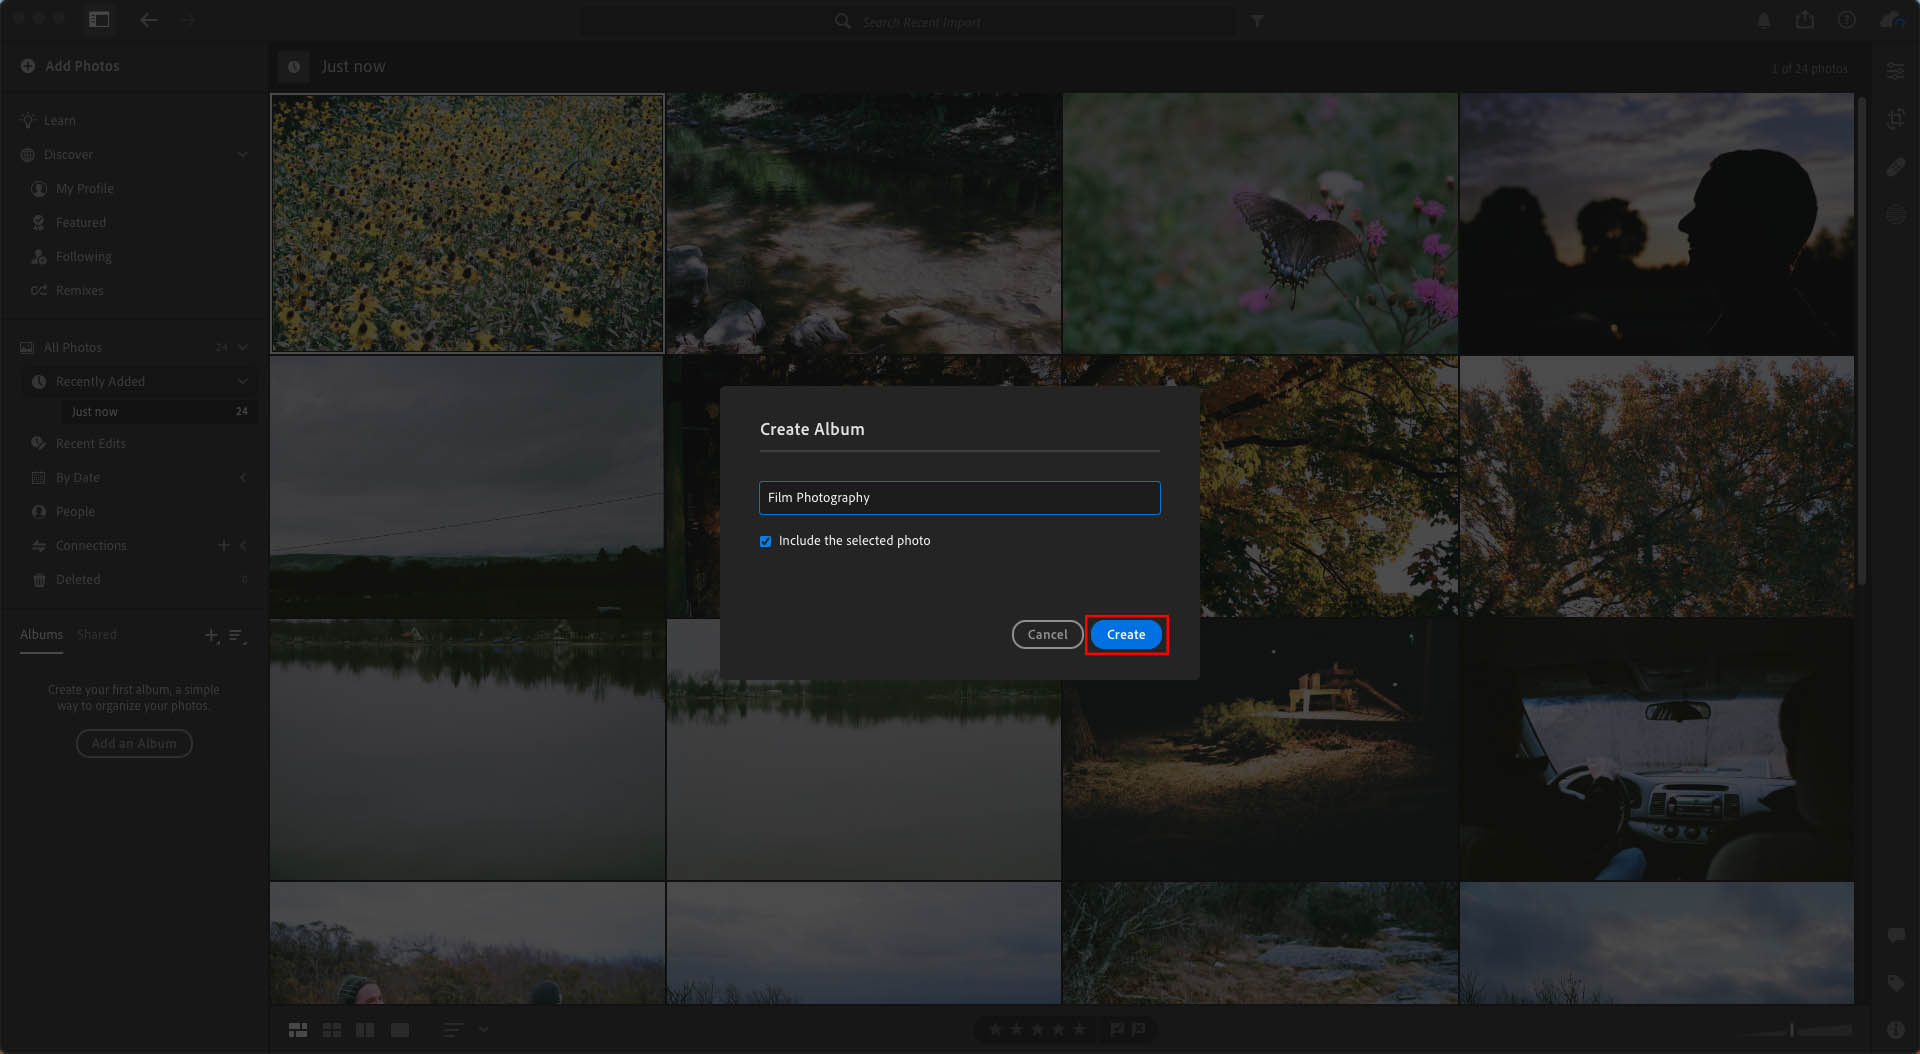 Search Recent Import
Add Photos
Just now
1 of 24 photos
Learn
Discover
My Profile
Featured
Following
Remixes
All Photos 24
Recently Added
Just now 24
Recent Edits
By Date
People
Connections
Deleted 0
Albums Shared
Create your first album, a simple
way to organize your photos.
Add an Album
Create Album
Film Photography
Include the selected photo
Cancel Create